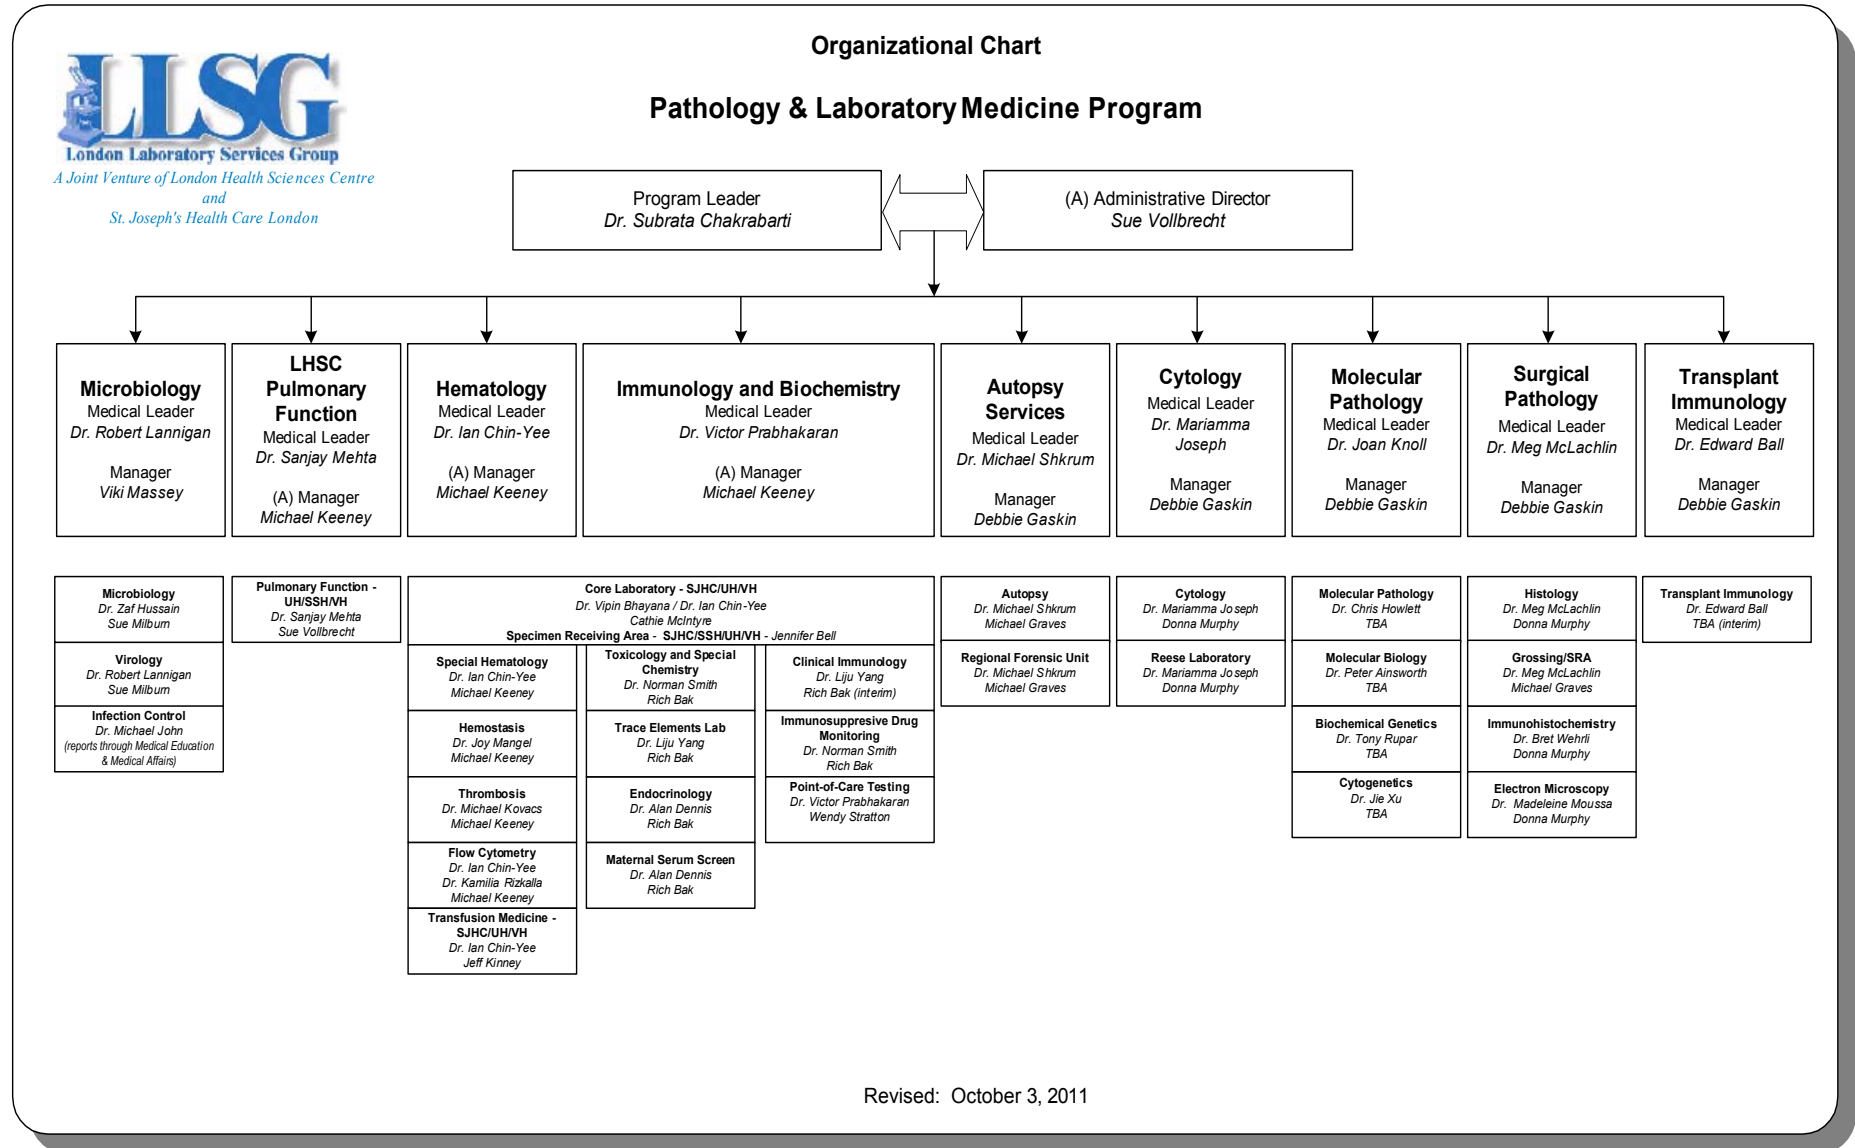 LLSG
London Laboratory Services Group
A Joint Venture of London Health Sciences Centre
and
St. Joseph's Health Care London
Organizational Chart
Pathology & Laboratory Medicine Program
Program Leader
Dr. Subrata Chakrabarti
(A) Administrative Director
Sue Vollbrecht
Microbiology
Medical Leader
Dr. Robert Lannigan
Manager
Viki Massey
LHSC
Pulmonary
Function
Medical Leader
Dr. Sanjay Mehta
(A) Manager
Michael Keeney
Hematology
Medical Leader
Dr. Ian Chin-Yee
(A) Manager
Michael Keeney
Immunology and Biochemistry
Medical Leader
Dr. Victor Prabhakaran
(A) Manager
Michael Keeney
Autopsy
Services
Medical Leader
Dr. Michael Shkrum
Manager
Debbie Gaskin
Cytology
Medical Leader
Dr. Mariamma
Joseph
Manager
Debbie Gaskin
Molecular
Pathology
Medical Leader
Dr. Joan Knoll
Manager
Debbie Gaskin
Surgical
Pathology
Medical Leader
Dr. Meg McLachlin
Manager
Debbie Gaskin
Transplant
Immunology
Medical Leader
Dr. Edward Ball
Manager
Debbie Gaskin
Microbiology
Dr. Zaf Hussain
Sue Milburn
Virology
Dr. Robert Lannigan
Sue Milburn
Infection Control
Dr. Michael John
(reports through Medical Education
& Medical Affairs)
Pulmonary Function -
UH/SSH/VH
Dr. Sanjay Mehta
Sue Vollbrecht
Core Laboratory - SJHC/UH/VH
Dr. Vipin Bhayana / Dr. Ian Chin-Yee
Cathie McIntyre
Specimen Receiving Area - SJHC/SSH/UH/VH - Jennifer Bell
Special Hematology
Dr. Ian Chin-Yee
Michael Keeney
Hemostasis
Dr. Joy Mangel
Michael Keeney
Thrombosis
Dr. Michael Kovacs
Michael Keeney
Flow Cytometry
Dr. Ian Chin-Yee
Dr. Kamilia Rizkalla
Michael Keeney
Transfusion Medicine -
SJHC/UH/VH
Dr. Ian Chin-Yee
Jeff Kinney
Toxicology and Special
Chemistry
Dr. Norman Smith
Rich Bak
Trace Elements Lab
Dr. Liju Yang
Rich Bak
Endocrinology
Dr. Alan Dennis
Rich Bak
Maternal Serum Screen
Dr. Alan Dennis
Rich Bak
Clinical Immunology
Dr. Liju Yang
Rich Bak (interim)
Immunosuppresive Drug
Monitoring
Dr. Norman Smith
Rich Bak
Point-of-Care Testing
Dr. Victor Prabhakaran
Wendy Stratton
Autopsy
Dr. Michael Shkrum
Michael Graves
Regional Forensic Unit
Dr. Michael Shkrum
Michael Graves
Cytology
Dr. Mariamma Joseph
Donna Murphy
Reese Laboratory
Dr. Mariamma Joseph
Donna Murphy
Molecular Pathology
Dr. Chris Howlett
TBA
Molecular Biology
Dr. Peter Ainsworth
TBA
Biochemical Genetics
Dr. Tony Rupar
TBA
Cytogenetics
Dr. Jie Xu
TBA
Histology
Dr. Meg McLachlin
Donna Murphy
Grossing/SRA
Dr. Meg McLachlin
Michael Graves
Immunohistochemistry
Dr. Bret Wehrli
Donna Murphy
Electron Microscopy
Dr. Madeleine Moussa
Donna Murphy
Transplant Immunology
Dr. Edward Ball
TBA (interim)
Revised: October 3, 2011